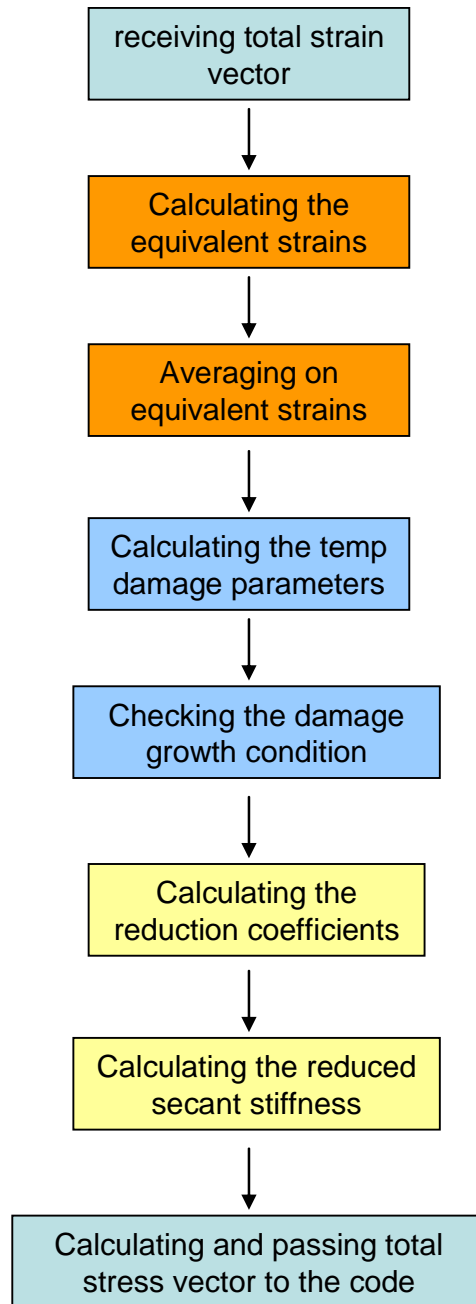 receiving total strain
vector
Calculating the
equivalent strains
Averaging on
equivalent strains
Calculating the temp
damage parameters
Checking the damage
growth condition
Calculating the
reduction coefficients
Calculating the reduced
secant stiffness
Calculating and passing total
stress vector to the code